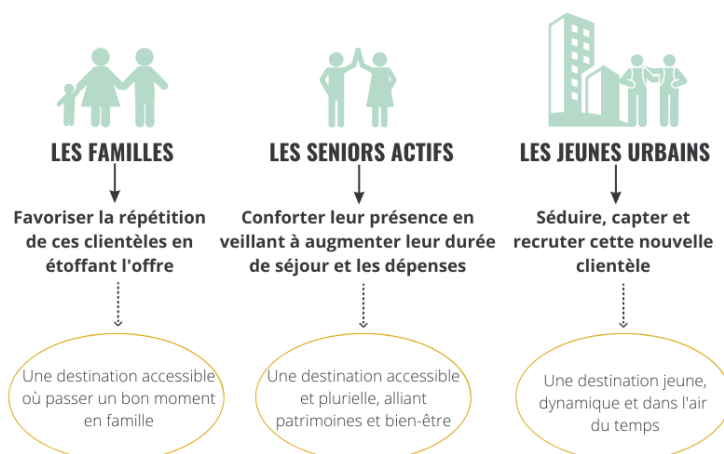 LES FAMILLES
Favoriser la répétition
de ces clientèles en
étoffant l'offre
Une destination accessible
où passer un bon moment
en famille
LES SENIORS ACTIFS
Conforter leur présence en
veillant à augmenter leur durée
de séjour et les dépenses
Une destination accessible
et plurielle, alliant
patrimoines et bien-être
LES JEUNES URBAINS
Séduire, capter et
recruter cette nouvelle
clientèle
Une destination jeune,
dynamique et dans l'air
du temps